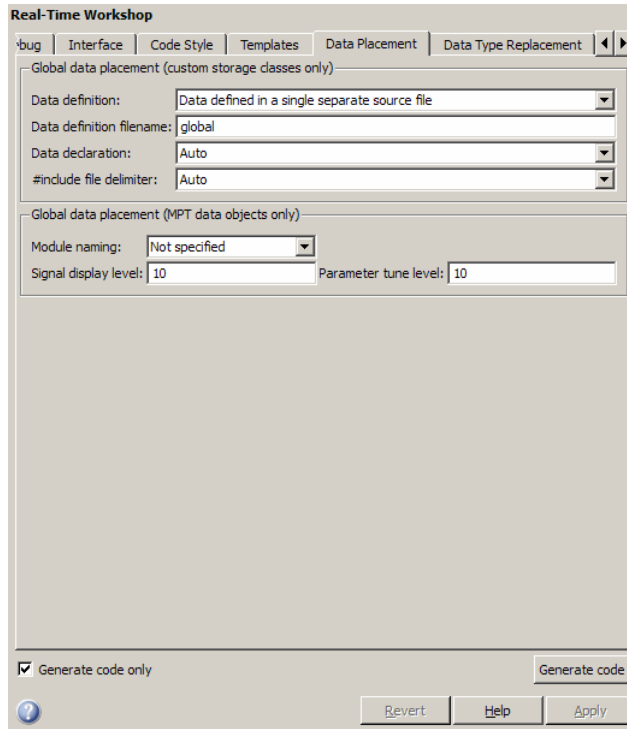 Real-Time Workshop
bug Interface Code Style Templates Data Placement Data Type Replacement
Global data placement (custom storage classes only)
Data definition: Data defined in a single separate source file
Data definition filename: global
Data declaration: Auto
#include file delimiter: Auto
Global data placement (MPT data objects only)
Module naming: Not specified
Signal display level: 10 Parameter tune level: 10
Generate code only Generate code
? Revert Help Apply